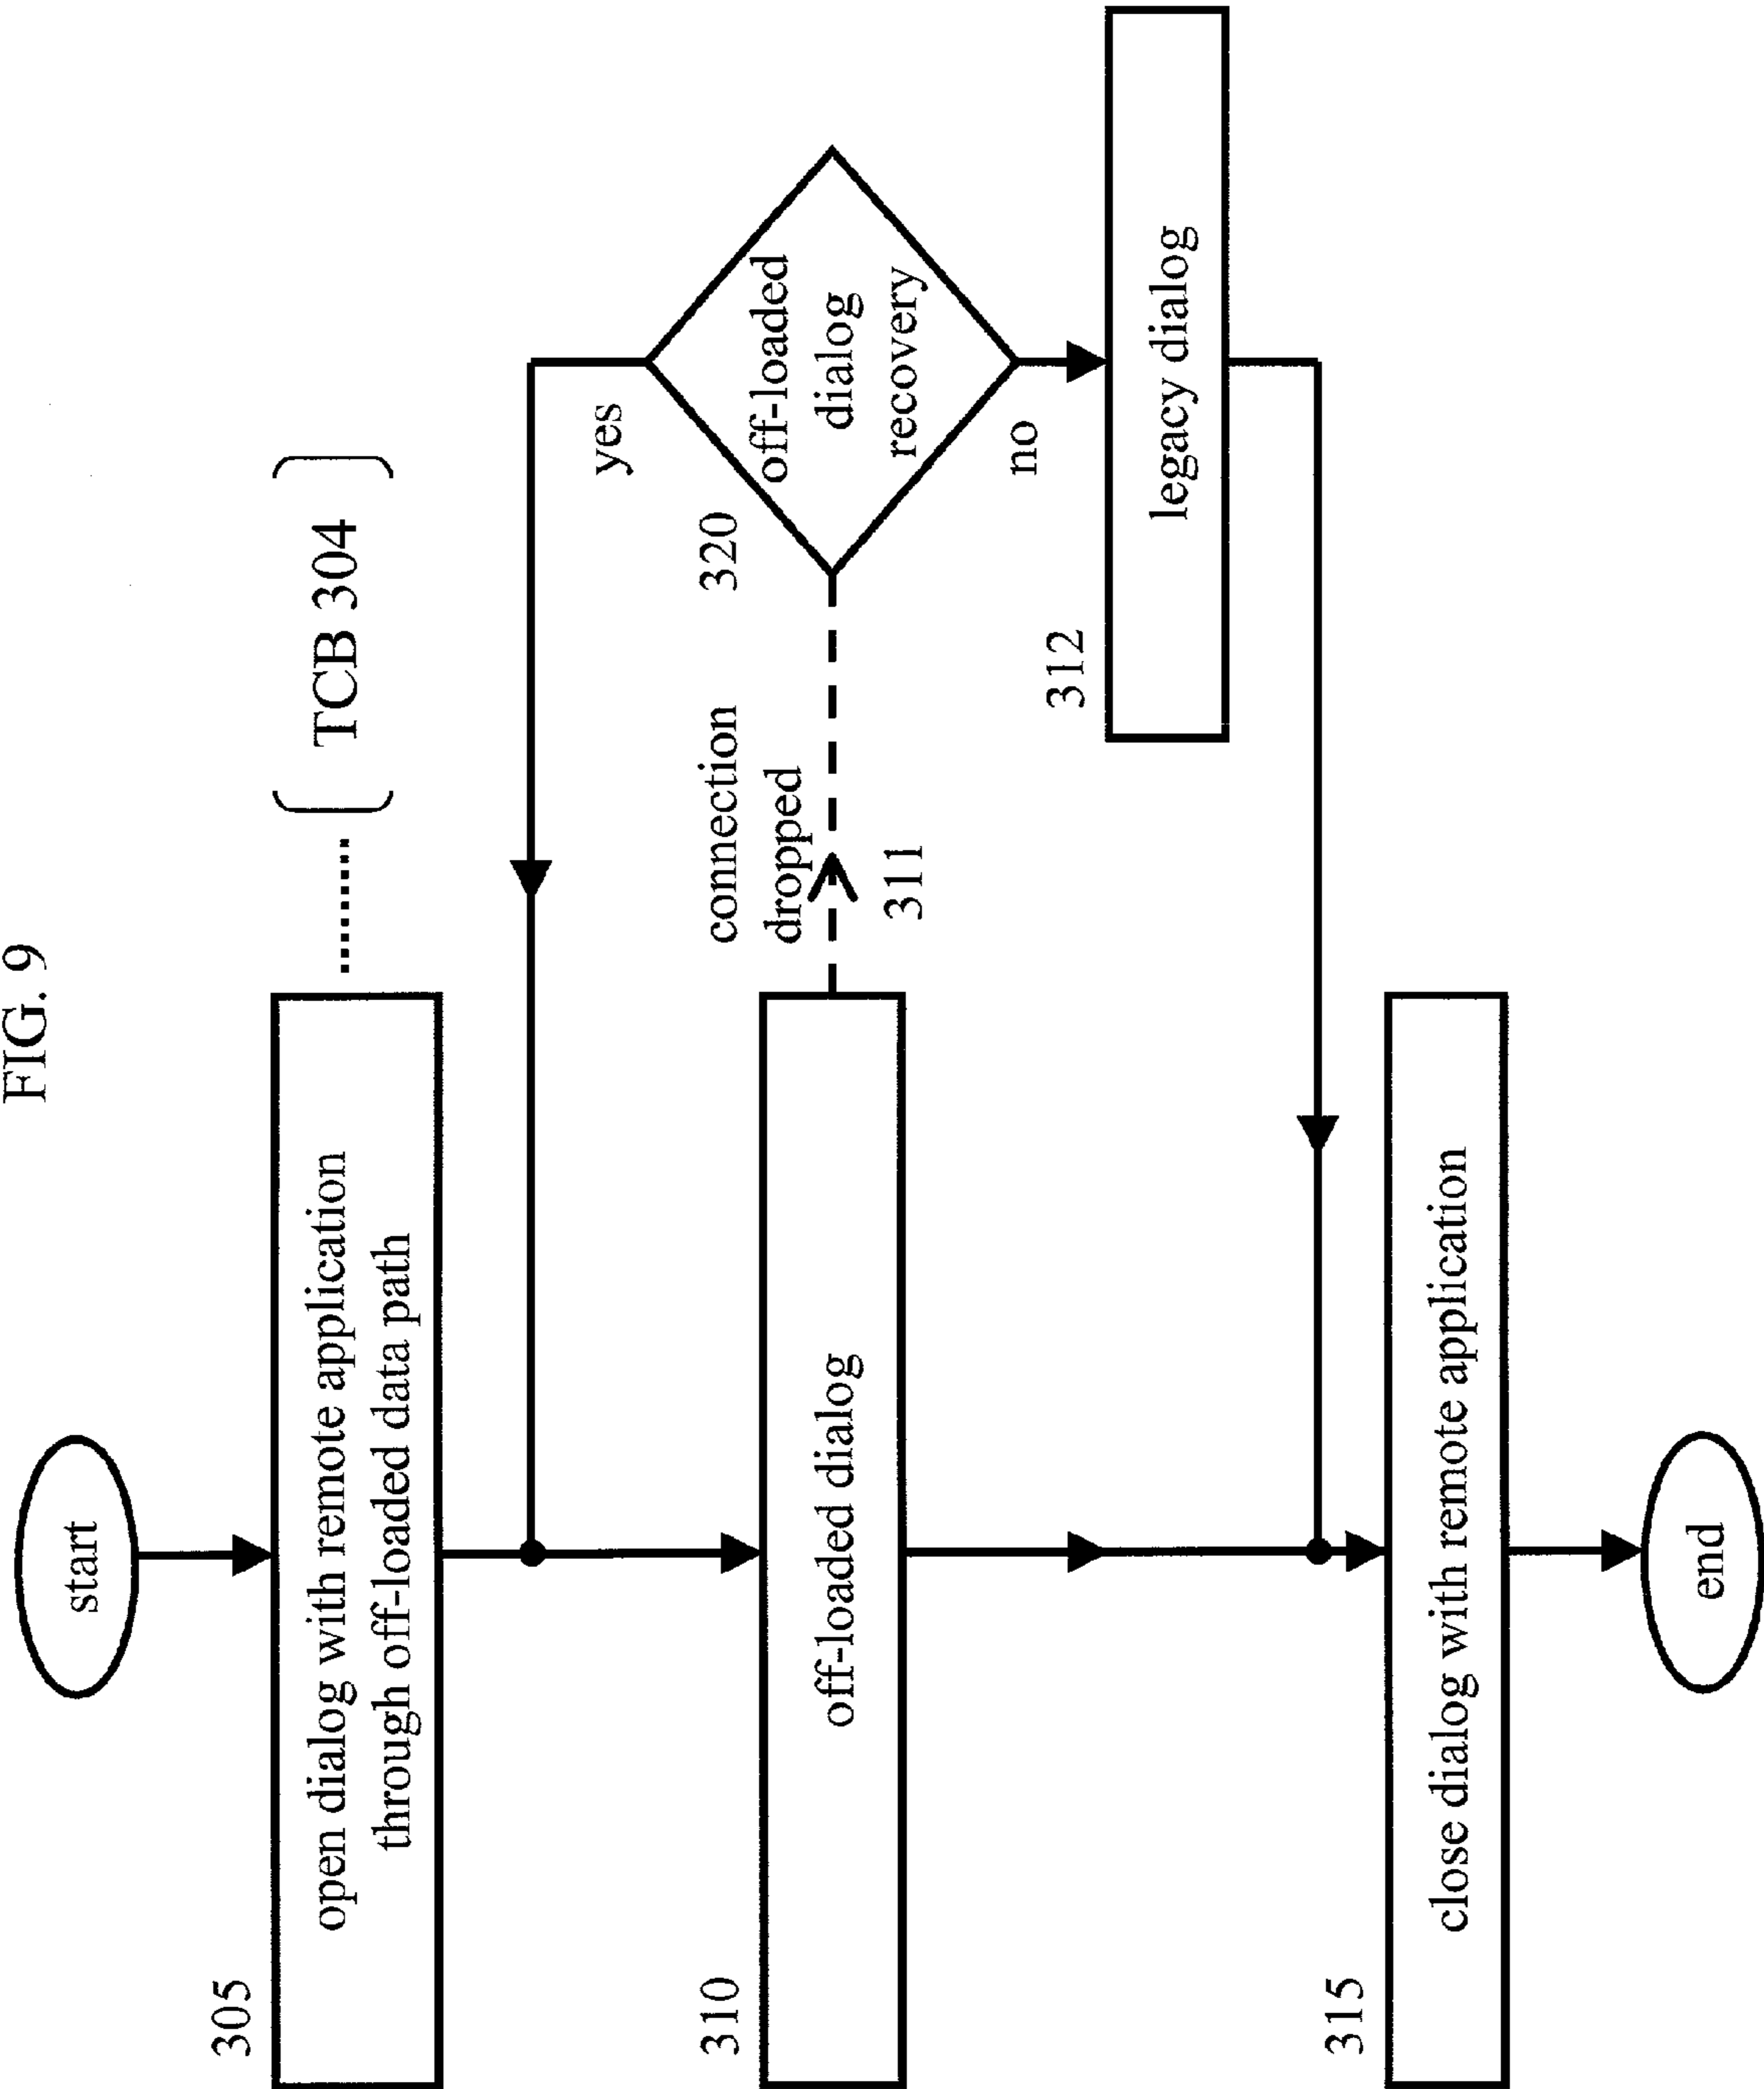 FIG. 9
start
305
open dialog with remote application
through off-loaded data path
TCB 304
yes
310
off-loaded dialog
connection
dropped
311
320
off-loaded
dialog
recovery
no
312
legacy dialog
315
close dialog with remote application
end